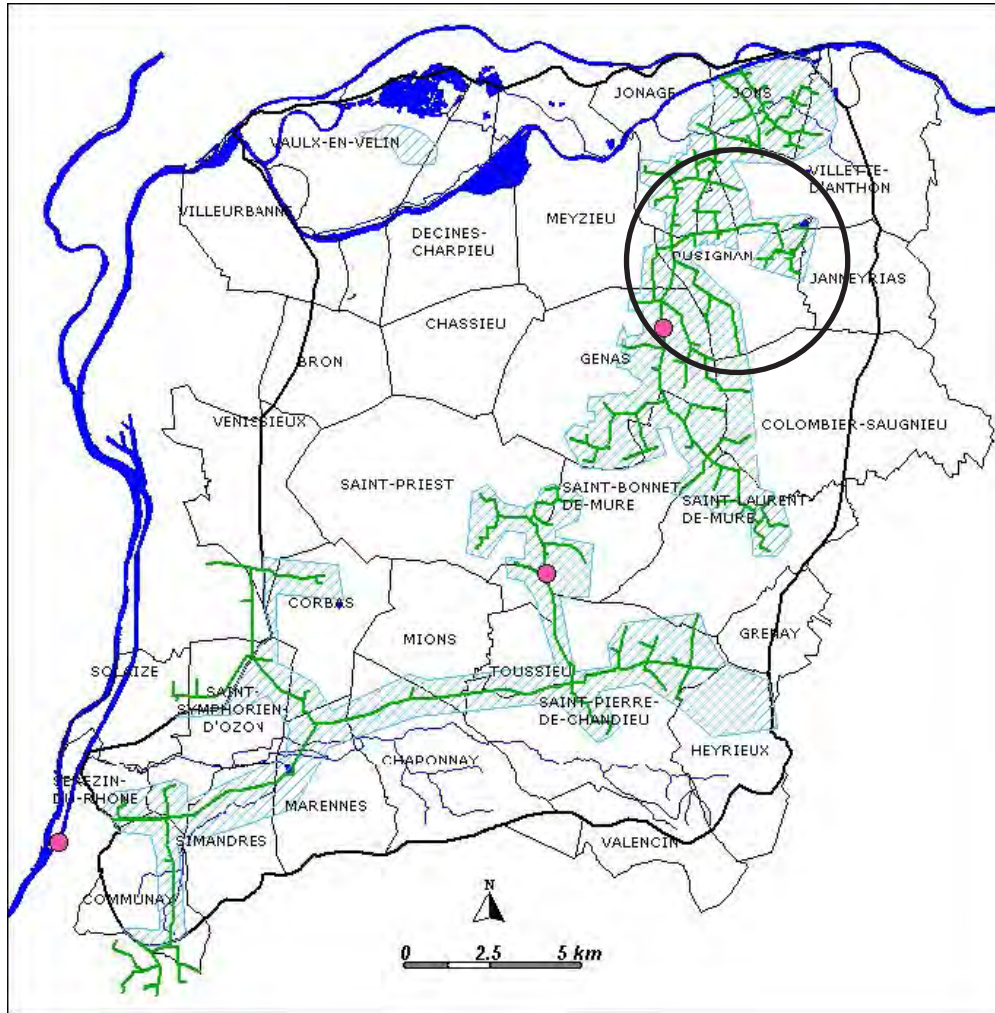 JONAGE
JONS
VAULX-EN-VELIN
VILLETTE-
D'ANTHON
VILLEURBANNE
MEYZIEU
DECINES-
CHARPIEU
PUSIGNAN
JANNEYRIAS
CHASSIEU
GENAS
BRON
VENISSIEUX
COLOMBIER-SAUGNIEU
SAINT-PRIEST
SAINT-BONNET
DE-MURE
SAINT-LAURENT
DE-MURE
CORBAS
MIONS
GRENAY
SOLAIZE
TOUSSIEU
SAINT-
SYMPHORIEN-
D'OZON
SAINT-PIERRE-
DE-CHANDIEU
HEYRIEUX
CHAPONNAY
SEREZIN-
DU-RHONE
MARENNES
SIMANDRES
VALENCIN
COMMUNAY
N
0 2.5 5 km